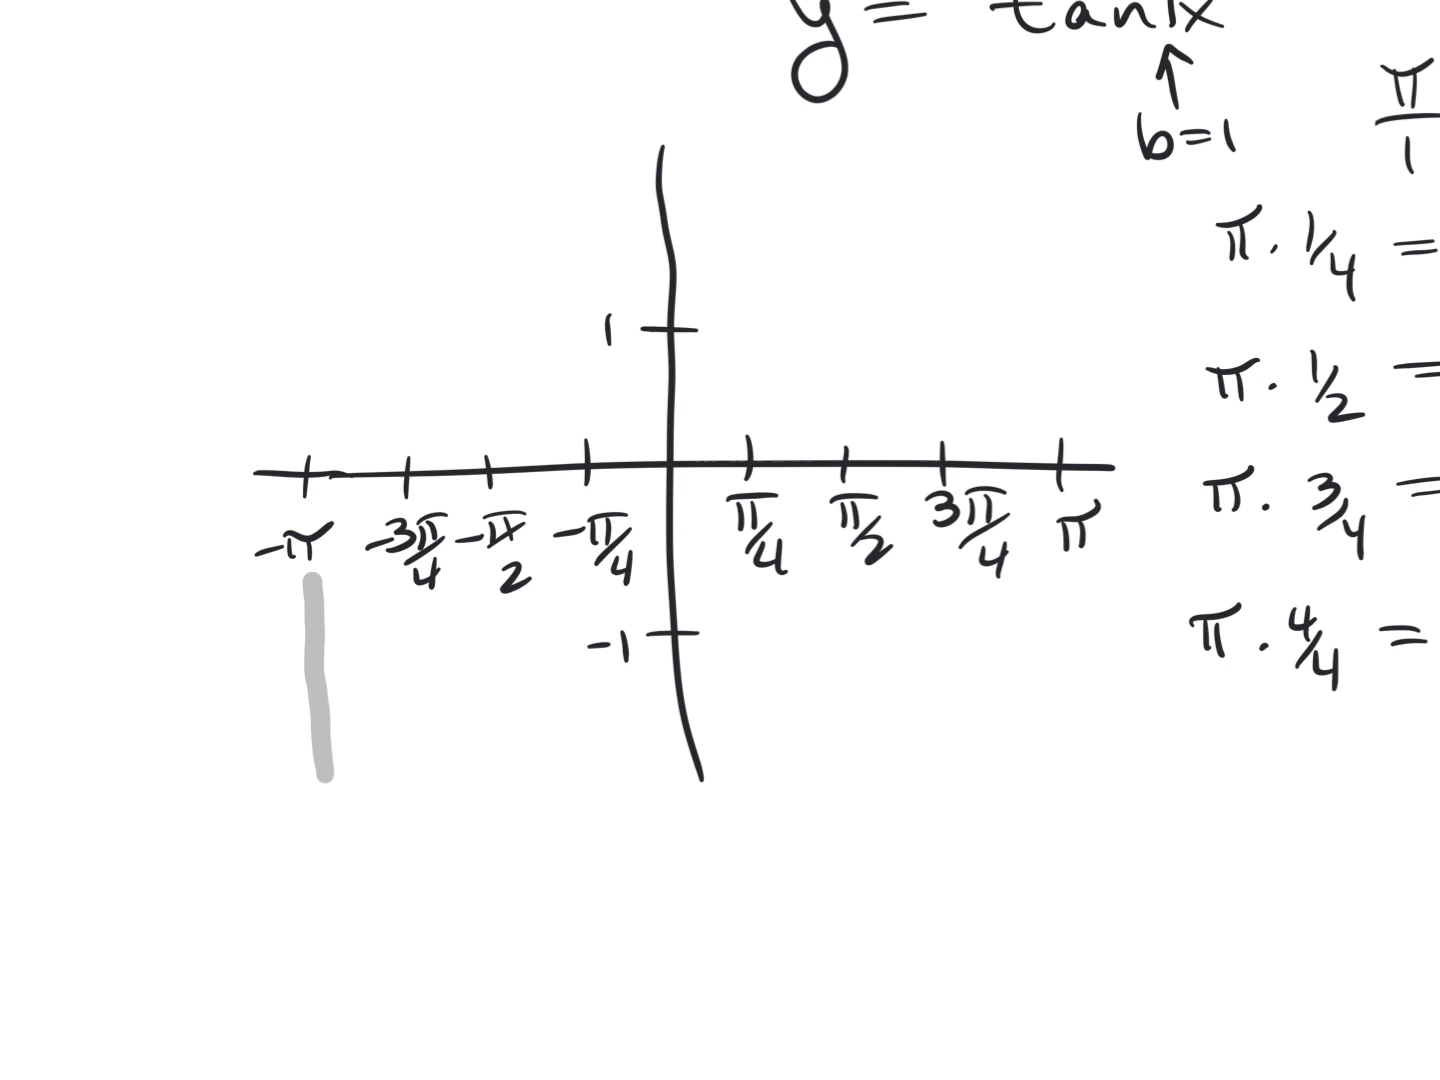 y = tan1x
b=1
π/1
π · 1/4 =
1
π · 1/2 =
-π -3π/4 -π/2 -π/4 π/4 π/2 3π/4 π
π · 3/4 =
-1
π · 4/4 =